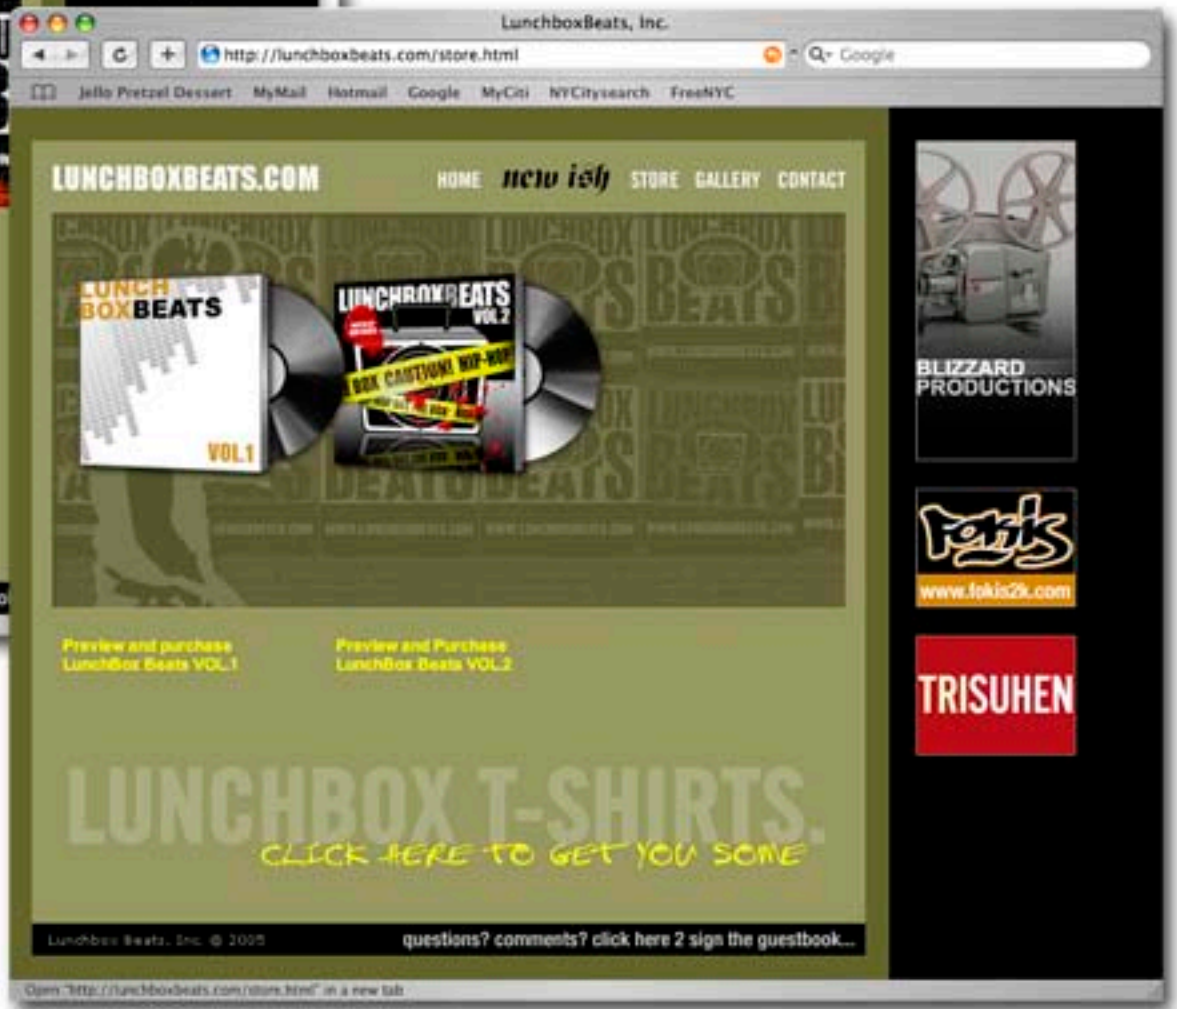 LunchboxBeats, Inc.
http://lunchboxbeats.com/store.html
Google
Jello Pretzel Dessert MyMail Hotmail Google MyCiti NYCitysearch FreeNYC
LUNCHBOXBEATS.COM
HOME new ish STORE GALLERY CONTACT
LUNCH
BOXBEATS
VOL.1
LUNCHBOXBEATS
VOL.2
BOX CAUTION! HIP-HOP
Preview and purchase
LunchBox Beats VOL.1
Preview and Purchase
LunchBox Beats VOL.2
LUNCHBOX T-SHIRTS.
CLICK HERE TO GET YOU SOME
Lunchbox Beats, Inc. © 2005
questions? comments? click here 2 sign the guestbook...
BLIZZARD
PRODUCTIONS
FOKIS
www.fokis2k.com
TRISUHEN
Open "http://lunchboxbeats.com/store.html" in a new tab